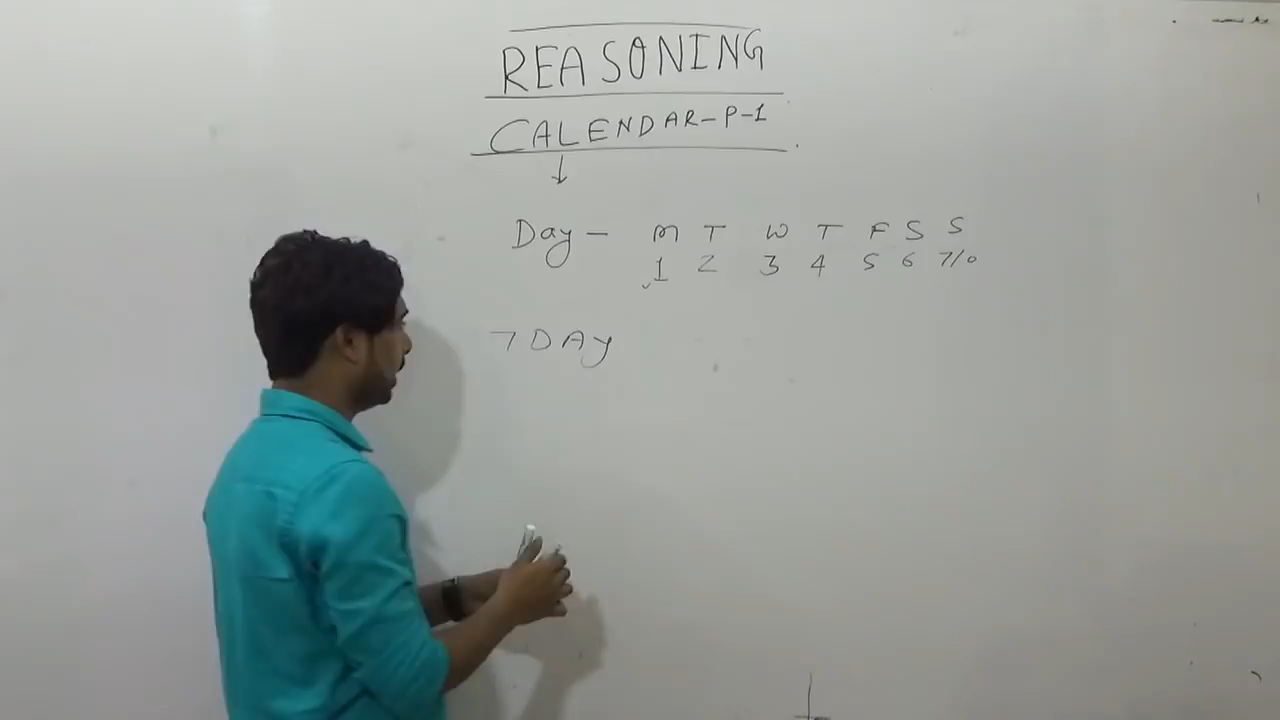 REASONING
CALENDAR-P-1
Day - M T W T F S S
1 2 3 4 5 6 7/0
7 DAy